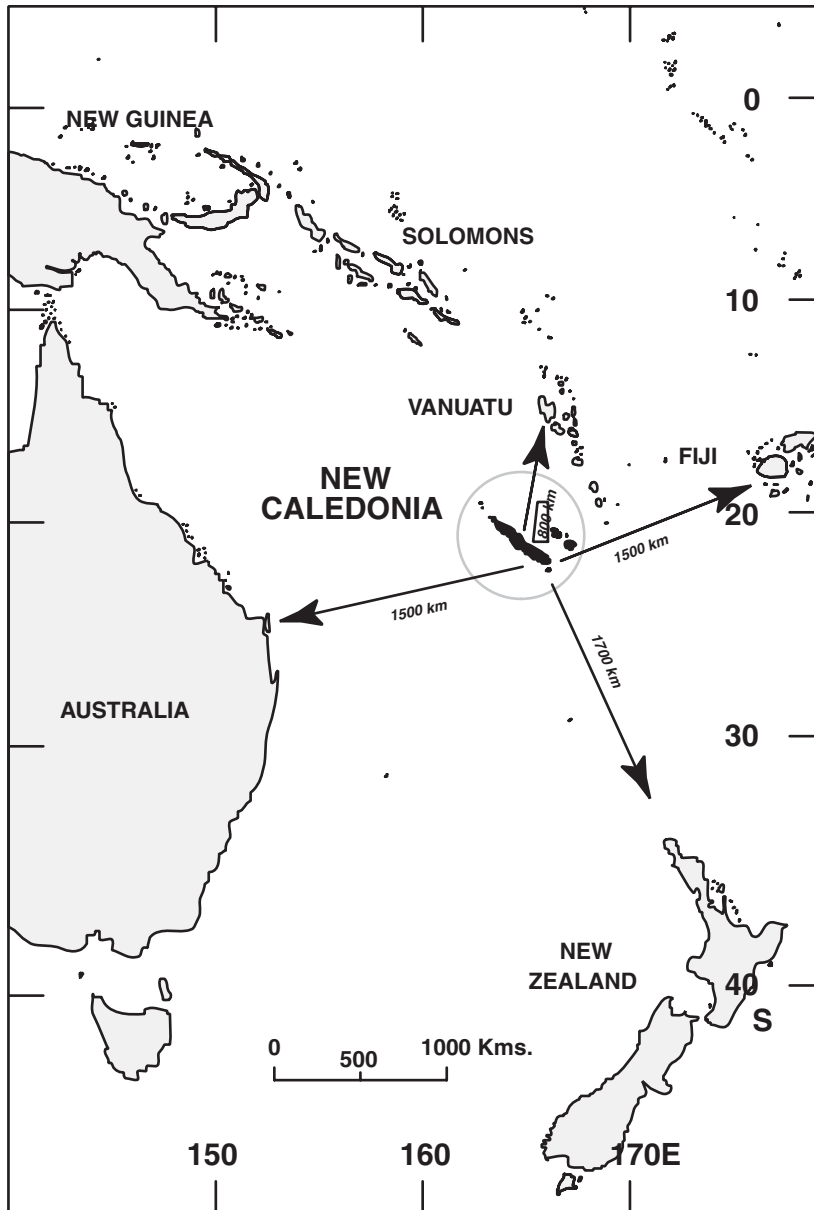 NEW GUINEA
0
SOLOMONS
10
VANUATU
FIJI
NEW
CALEDONIA
800 km
20
1500 km
1500 km
1700 km
AUSTRALIA
30
NEW
ZEALAND
40
S
0
500
1000 Kms.
150
160
170E